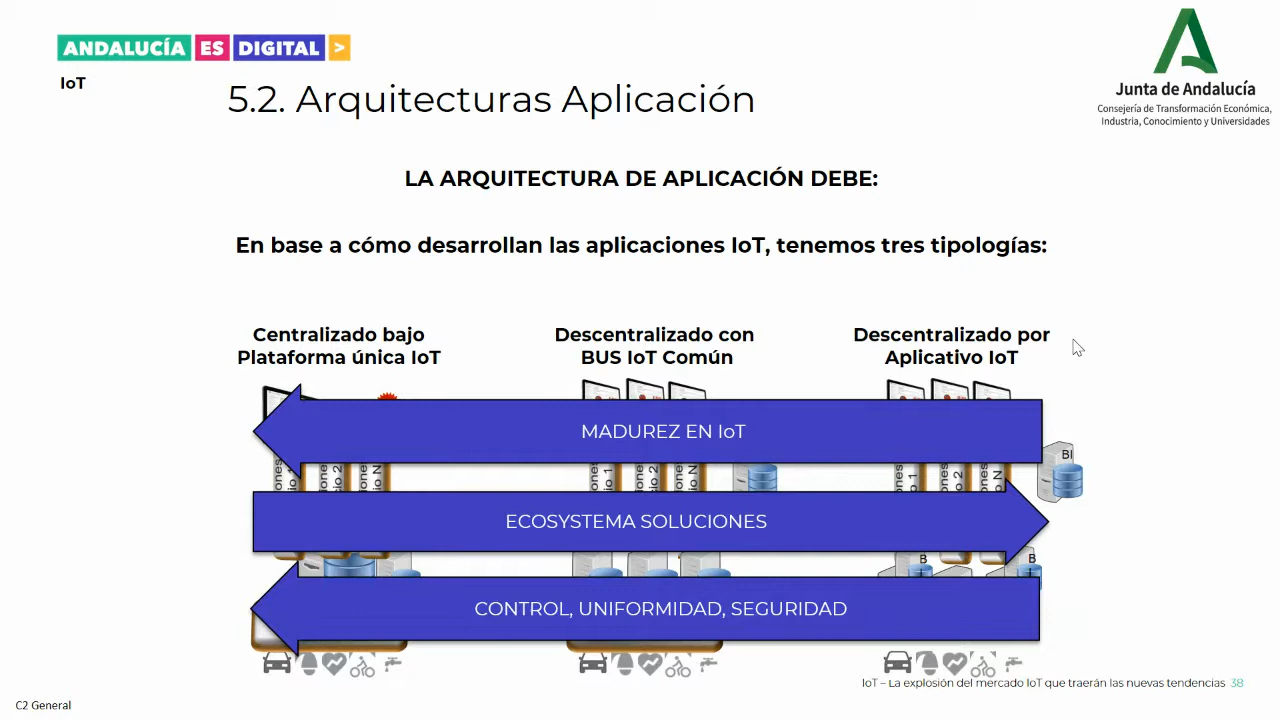 ANDALUCÍA ES DIGITAL >
IoT
5.2. Arquitecturas Aplicación
Junta de Andalucía
Consejería de Transformación Económica,
Industria, Conocimiento y Universidades
LA ARQUITECTURA DE APLICACIÓN DEBE:
En base a cómo desarrollan las aplicaciones IoT, tenemos tres tipologías:
Centralizado bajo
Plataforma única IoT
Descentralizado con
BUS IoT Común
Descentralizado por
Aplicativo IoT
MADUREZ EN IoT
BI
ECOSYSTEMA SOLUCIONES
B
B
CONTROL, UNIFORMIDAD, SEGURIDAD
IoT – La explosión del mercado IoT que traerán las nuevas tendencias 38
C2 General